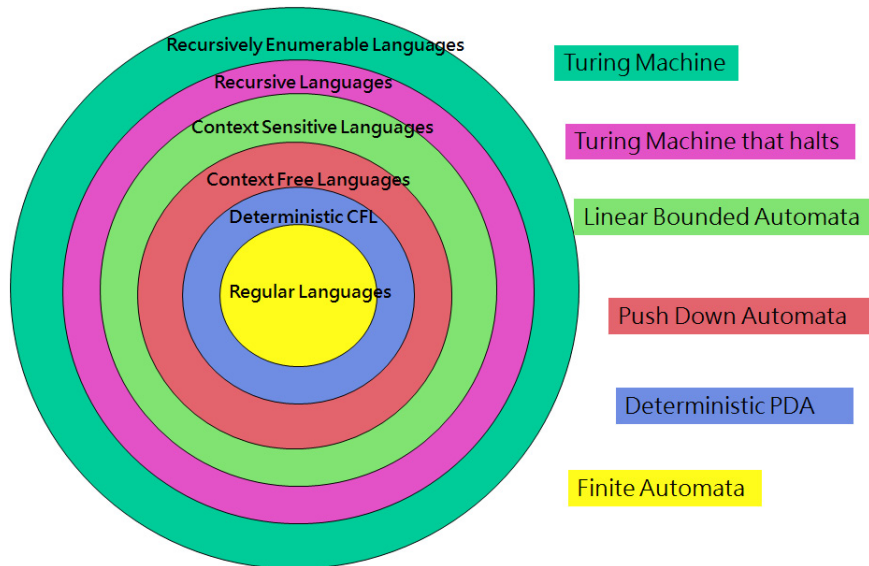 Recursively Enumerable Languages
Turing Machine
Recursive Languages
Context Sensitive Languages
Turing Machine that halts
Context Free Languages
Deterministic CFL
Linear Bounded Automata
Regular Languages
Push Down Automata
Deterministic PDA
Finite Automata